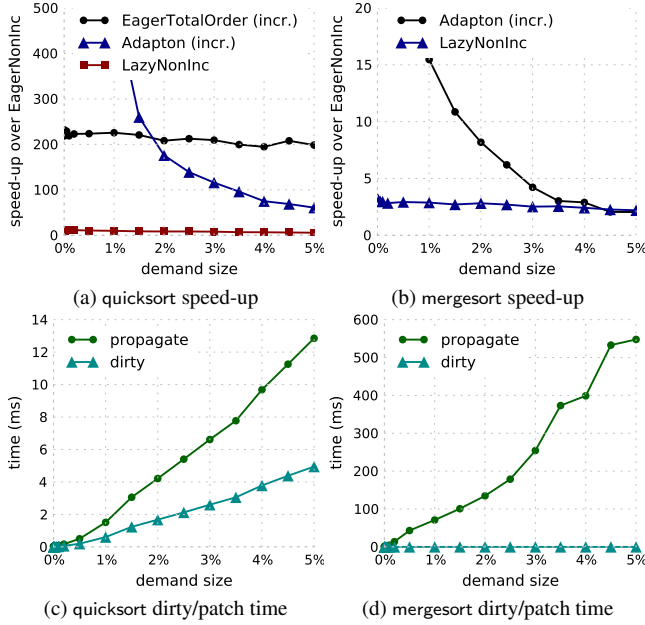 500
400
300
200
100
0
speed-up over EagerNonInc
EagerTotalOrder (incr.)
Adapton (incr.)
LazyNonInc
0% 1% 2% 3% 4% 5%
demand size
(a) quicksort speed-up
20
15
10
5
0
speed-up over EagerNonInc
Adapton (incr.)
LazyNonInc
0% 1% 2% 3% 4% 5%
demand size
(b) mergesort speed-up
14
12
10
8
6
4
2
0
time (ms)
propagate
dirty
0% 1% 2% 3% 4% 5%
demand size
(c) quicksort dirty/patch time
600
500
400
300
200
100
0
time (ms)
propagate
dirty
0% 1% 2% 3% 4% 5%
demand size
(d) mergesort dirty/patch time